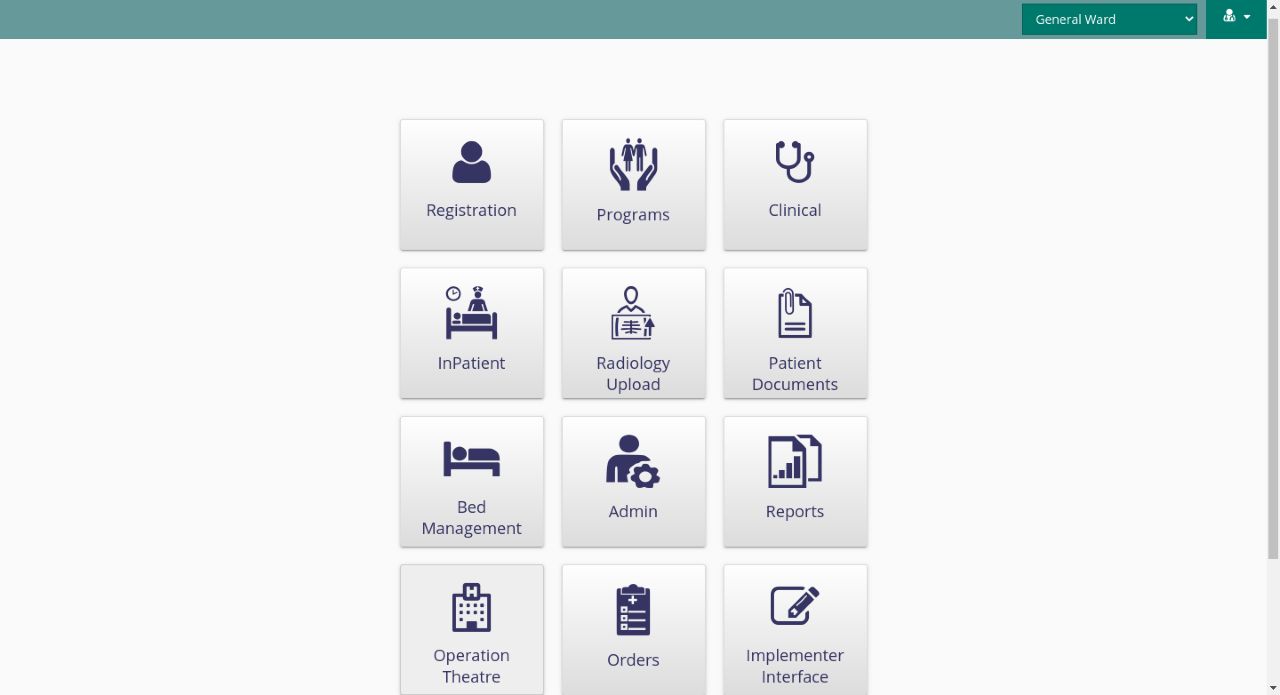 General Ward
Registration
Programs
Clinical
InPatient
Radiology
Upload
Patient
Documents
Bed
Management
Admin
Reports
Operation
Theatre
Orders
Implementer
Interface